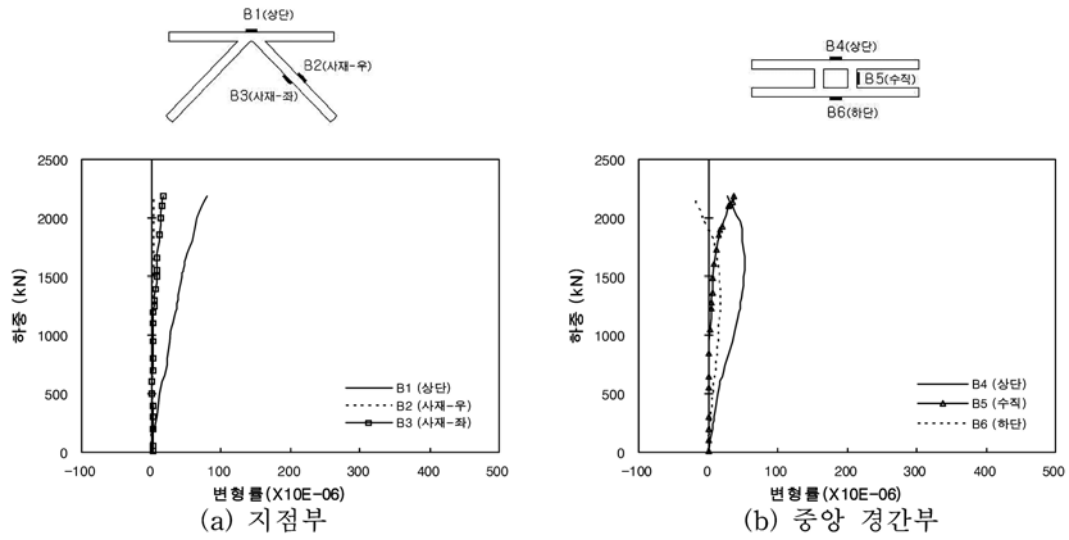 B1(상단)
B2(사재-우)
B3(사재-좌)
B4(상단)
B5(수직)
B6(하단)
2500
2000
1500
1000
500
0
하중 (kN)
B1 (상단)
B2 (사재-우)
B3 (사재-좌)
-100 0 100 200 300 400 500
변형률(X10E-06)
(a) 지점부
2500
2000
1500
1000
500
0
하중 (kN)
B4 (상단)
B5 (수직)
B6 (하단)
-100 0 100 200 300 400 500
변형률(X10E-06)
(b) 중앙 경간부